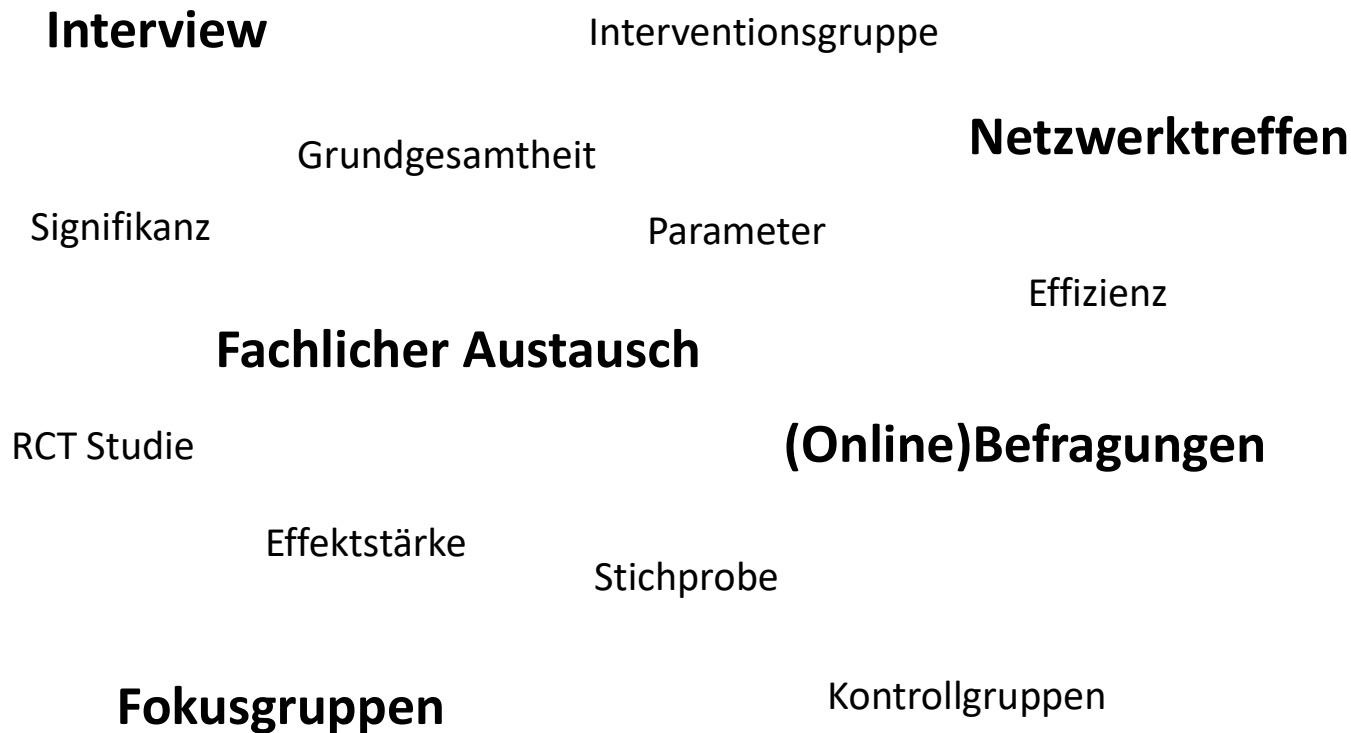 Interview
Interventionsgruppe
Netzwerktreffen
Grundgesamtheit
Signifikanz
Parameter
Effizienz
Fachlicher Austausch
(Online)Befragungen
RCT Studie
Effektstärke
Stichprobe
Fokusgruppen
Kontrollgruppen